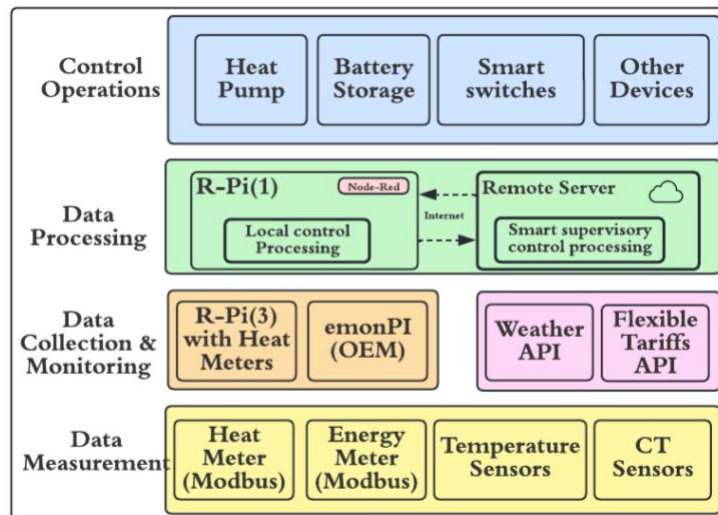 Control
Operations
Heat
Pump
Battery
Storage
Smart
switches
Other
Devices
Data
Processing
R-Pi(1)
Node-Red
Local control
Processing
Internet
Remote Server
Smart supervisory
control processing
Data
Collection &
Monitoring
R-Pi(3)
with Heat
Meters
emonPI
(OEM)
Weather
API
Flexible
Tariffs
API
Data
Measurement
Heat
Meter
(Modbus)
Energy
Meter
(Modbus)
Temperature
Sensors
CT
Sensors